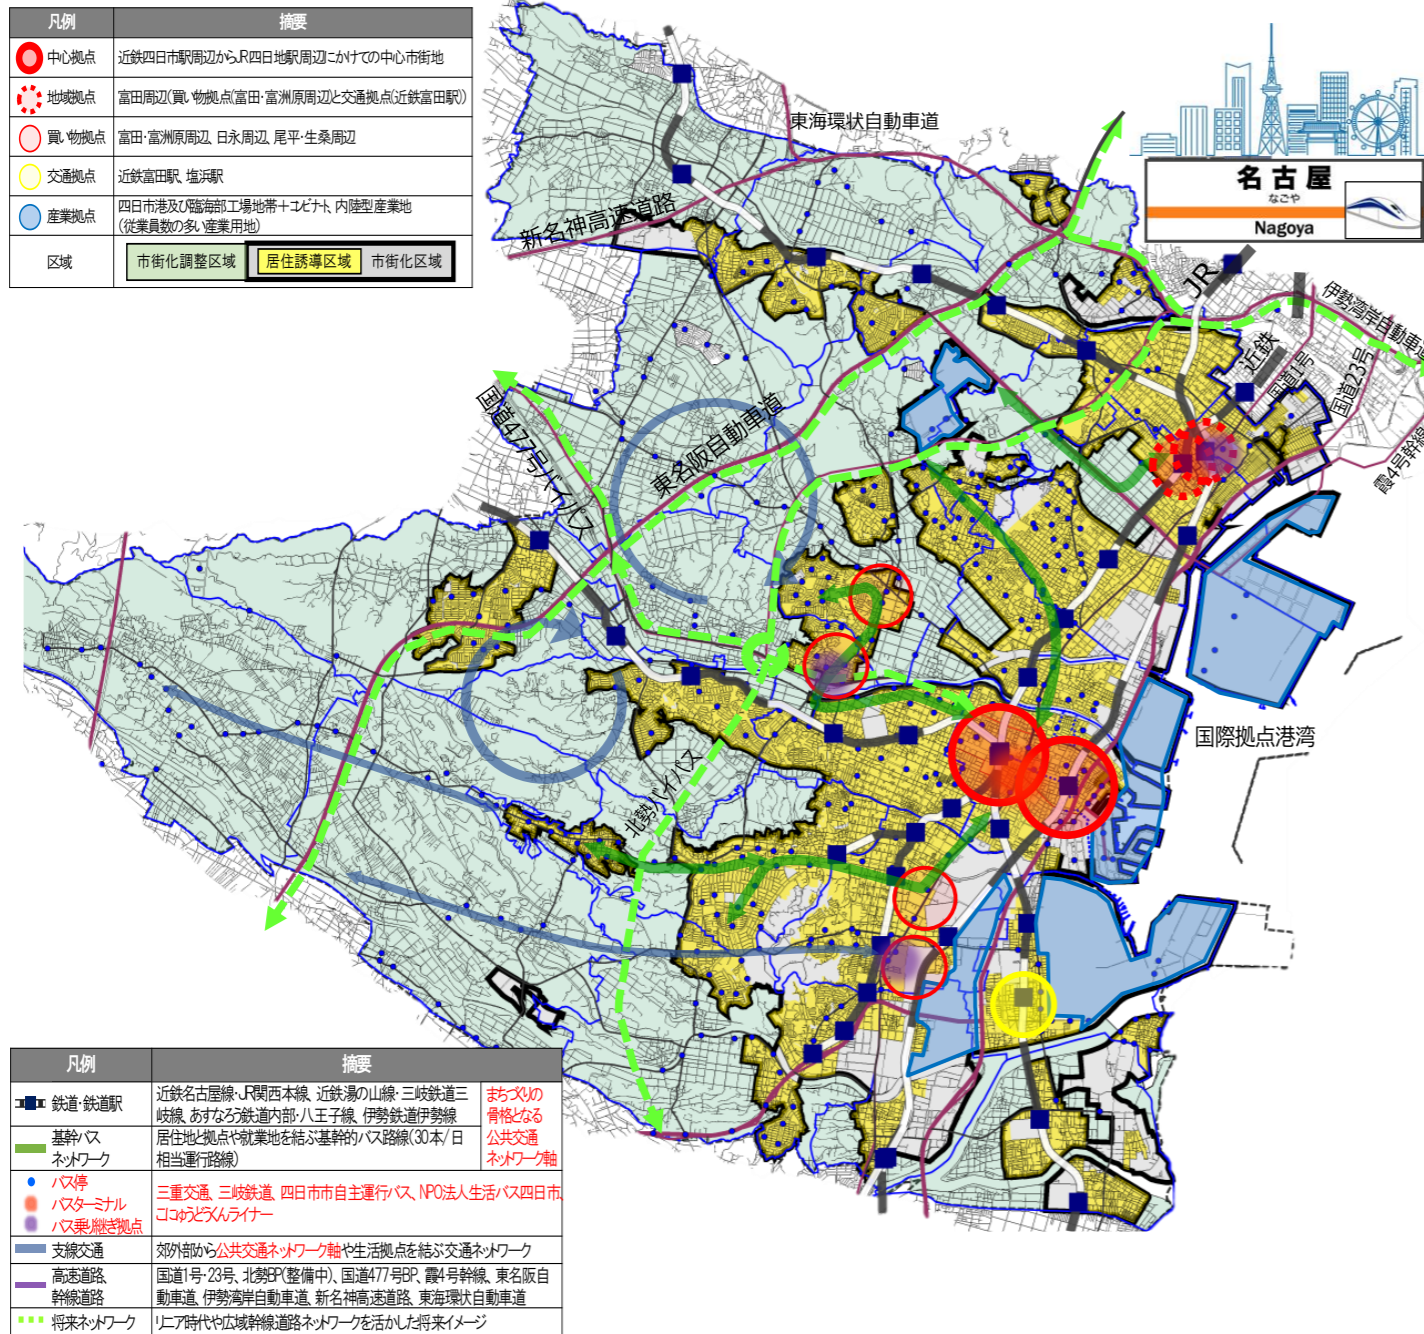 凡例 摘要
中心拠点 近鉄四日市駅周辺からJR四日地駅周辺にかけての中心市街地
地域拠点 富田周辺(買い物拠点(富田・富洲原周辺)と交通拠点(近鉄富田駅))
買い物拠点 富田・富洲原周辺、日永周辺、尾平・生桑周辺
交通拠点 近鉄富田駅、塩浜駅
産業拠点 四日市港及び臨海部工場地帯＋コンビナート、内陸型産業地
(従業員数の多い産業用地)
区域 市街化調整区域 居住誘導区域 市街化区域
東海環状自動車道
新名神高速道路
名古屋
なごや
Nagoya
JR
伊勢湾岸自動車道
近鉄
国道1号
国道23号
霞4号幹線
国道477号バイパス
東名阪自動車道
国際拠点港湾
北勢バイパス
凡例 摘要
鉄道・鉄道駅 近鉄名古屋線・JR関西本線、近鉄湯の山線・三岐鉄道三
岐線、あすなろう鉄道内部・八王子線、伊勢鉄道伊勢線
まちづくりの
骨格となる
公共交通
ネットワーク軸
基幹バス
ネットワーク
居住地と拠点や就業地を結ぶ基幹的バス路線(30本/日
相当運行路線)
バス停
バスターミナル
バス乗り継ぎ拠点
三重交通、三岐鉄道、四日市市自主運行バス、NPO法人生活バス四日市、
こにゅうどうくんライナー
支線交通 郊外部から公共交通ネットワーク軸や生活拠点を結ぶ交通ネットワーク
高速道路、
幹線道路
国道1号・23号、北勢BP(整備中)、国道477号BP、霞4号幹線、東名阪自
動車道、伊勢湾岸自動車道、新名神高速道路、東海環状自動車道
将来ネットワーク リニア時代や広域幹線道路ネットワークを活かした将来イメージ